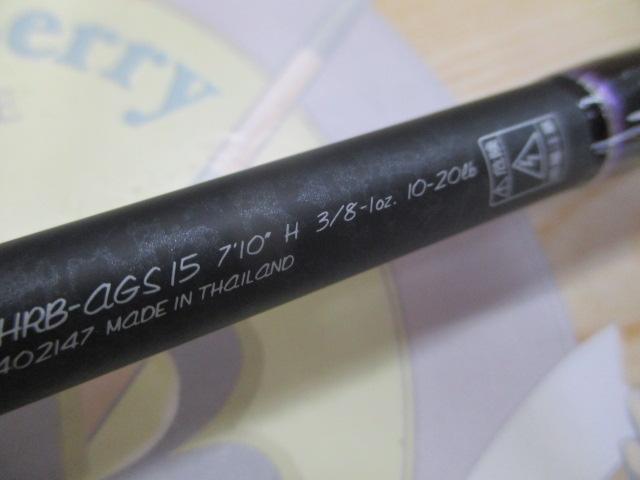 erry
E
HRB-AGS15 7'10" H 3/8-1oz. 10-20lb
402147 MADE IN THAILAND